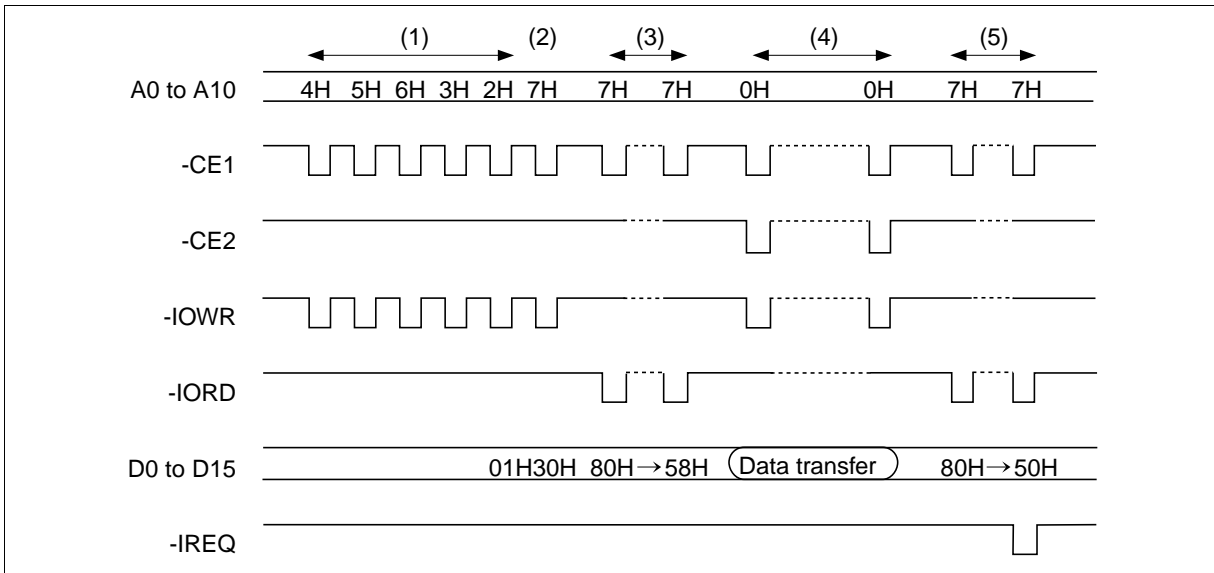 (1) (2) (3) (4) (5)
A0 to A10 4H 5H 6H 3H 2H 7H 7H 7H 0H 0H 7H 7H
-CE1
-CE2
-IOWR
-IORD
D0 to D15 01H30H 80H→58H Data transfer 80H→50H
-IREQ